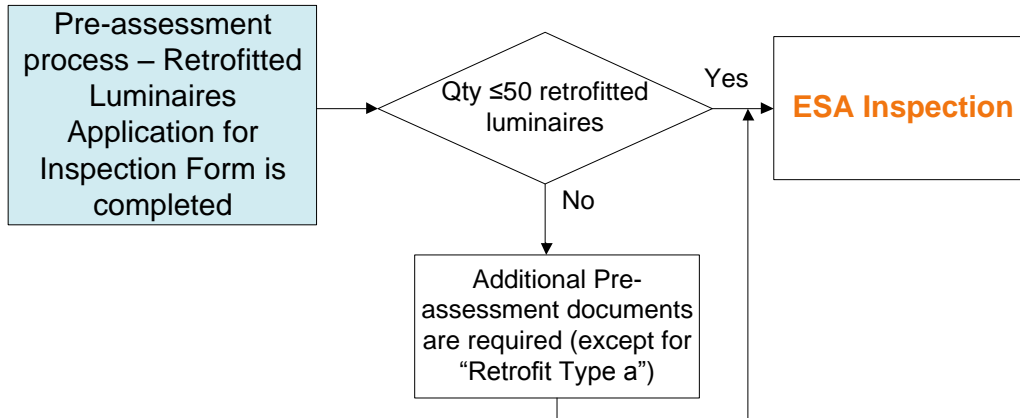 Pre-assessment
process – Retrofitted
Luminaires
Application for
Inspection Form is
completed
Qty ≤50 retrofitted
luminaires
Yes
ESA Inspection
No
Additional Pre-
assessment documents
are required (except for
“Retrofit Type a”)